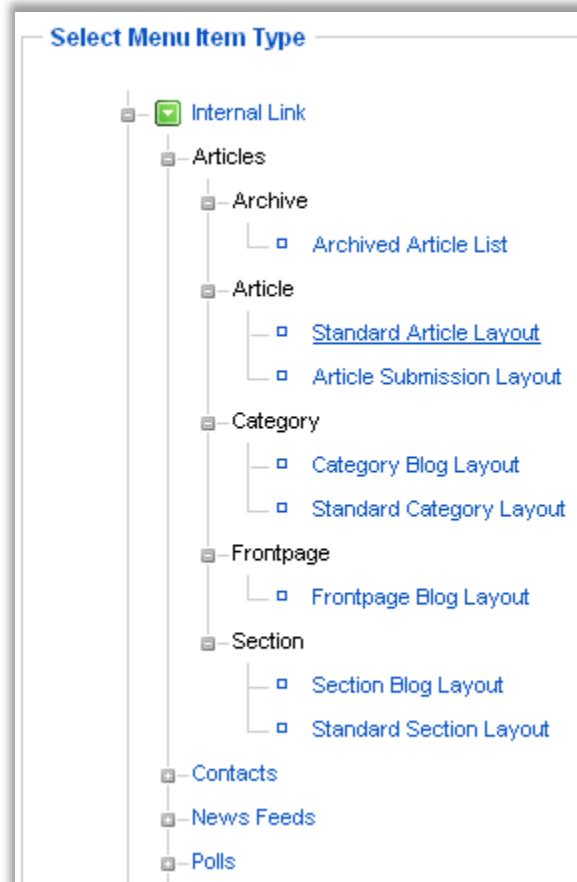 Select Menu Item Type
Internal Link
Articles
Archive
Archived Article List
Article
Standard Article Layout
Article Submission Layout
Category
Category Blog Layout
Standard Category Layout
Frontpage
Frontpage Blog Layout
Section
Section Blog Layout
Standard Section Layout
Contacts
News Feeds
Polls